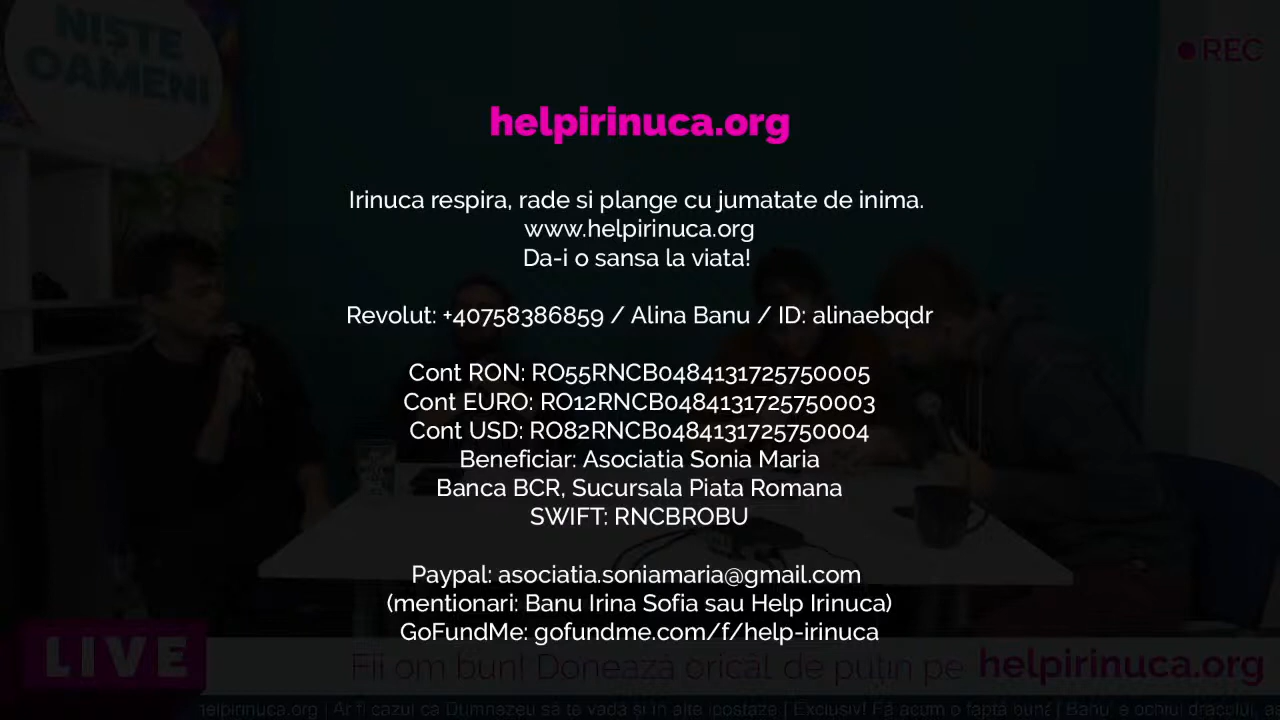 NIȘTE
OAMENI
REC
helpirinuca.org
Irinuca respira, rade si plange cu jumatate de inima.
www.helpirinuca.org
Da-i o sansa la viata!
Revolut: +40758386859 / Alina Banu / ID: alinaebqdr
Cont RON: RO55RNCB0484131725750005
Cont EURO: RO12RNCB0484131725750003
Cont USD: RO82RNCB0484131725750004
Beneficiar: Asociatia Sonia Maria
Banca BCR, Sucursala Piata Romana
SWIFT: RNCBROBU
Paypal: asociatia.soniamaria@gmail.com
(mentionari: Banu Irina Sofia sau Help Irinuca)
GoFundMe: gofundme.com/f/help-irinuca
LIVE
Fii om bun! Donează oricât de puțin pe helpirinuca.org
helpirinuca.org | Ar fi cazul ca Dumnezeu să te vadă și în alte ipostaze. | Exclusiv! Fă acum o faptă bună! | Banu, e ochiul dracului,